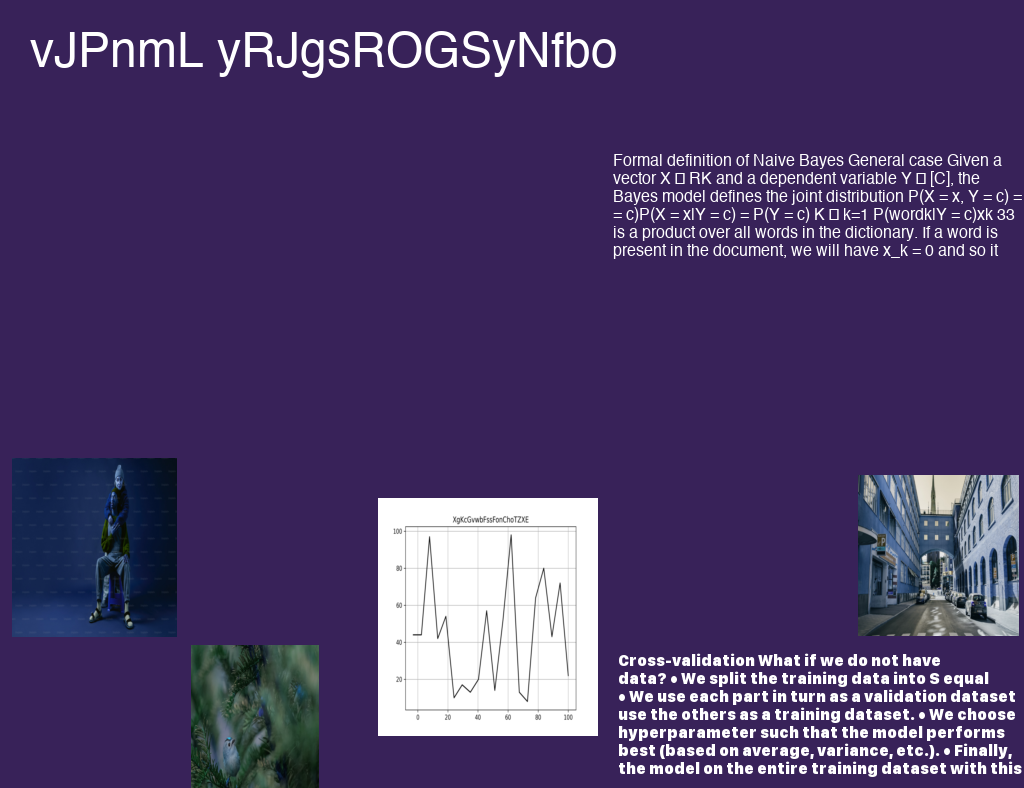 vJPnmL yRJgsROGSyNfbo
Formal definition of Naive Bayes General case Given a
vector X □ RK and a dependent variable Y □ [C], the
Bayes model defines the joint distribution P(X = x, Y = c) =
= c)P(X = x|Y = c) = P(Y = c) K □ k=1 P(wordk|Y = c)xk 33
is a product over all words in the dictionary. If a word is
present in the document, we will have x_k = 0 and so it
XgKcGvwbFssFonChoTZXE
100
80
60
40
20
0 20 40 60 80 100
Cross-validation What if we do not have
data? • We split the training data into S equal
• We use each part in turn as a validation dataset
use the others as a training dataset. • We choose
hyperparameter such that the model performs
best (based on average, variance, etc.). • Finally,
the model on the entire training dataset with this